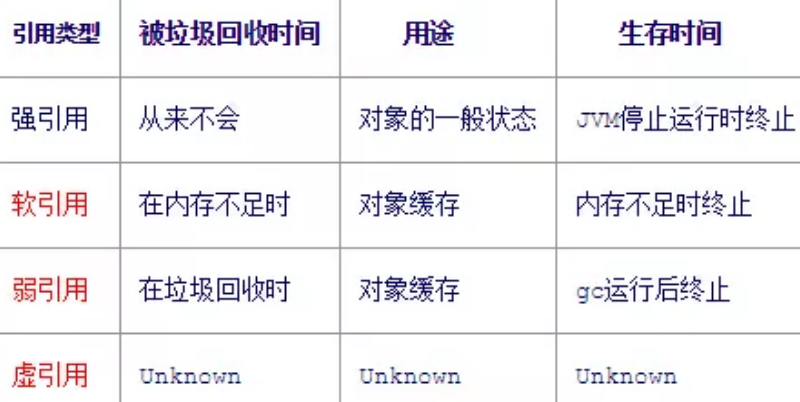 引用类型 被垃圾回收时间 用途 生存时间
强引用 从来不会 对象的一般状态 JVM停止运行时终止
软引用 在内存不足时 对象缓存 内存不足时终止
弱引用 在垃圾回收时 对象缓存 gc运行后终止
虚引用 Unknown Unknown Unknown